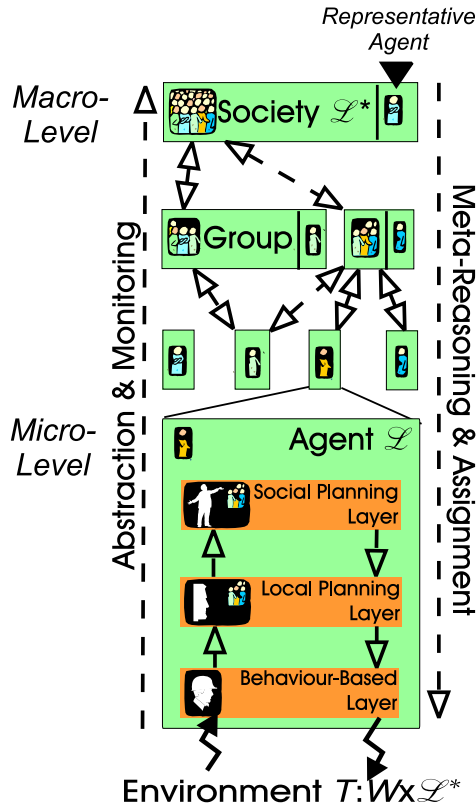 Representative
Agent
Macro-
Level
Society ℒ*
Group
Abstraction & Monitoring
Meta-Reasoning & Assignment
Micro-
Level
Agent ℒ
Social Planning
Layer
Local Planning
Layer
Behaviour-Based
Layer
Environment T:Wxℒ*